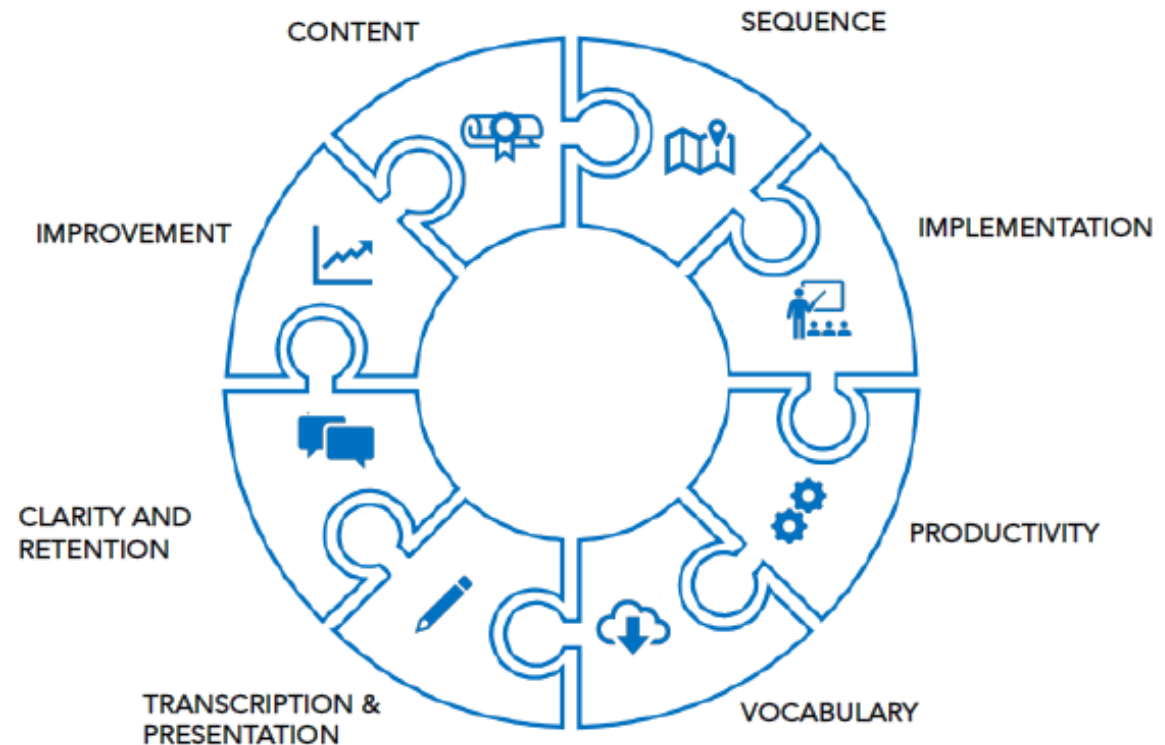 CONTENT
SEQUENCE
IMPROVEMENT
IMPLEMENTATION
CLARITY AND
RETENTION
PRODUCTIVITY
TRANSCRIPTION &
PRESENTATION
VOCABULARY